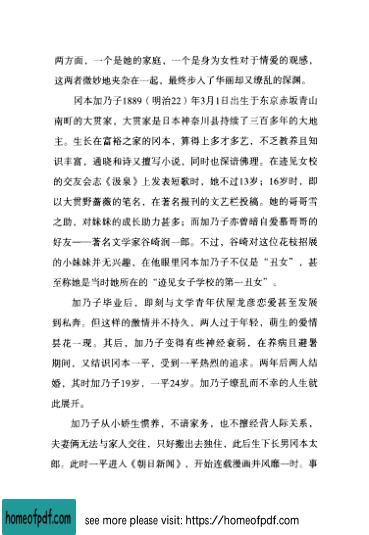 两方面，一个是她的家庭，一个是身为女性对于情爱的观感，
这两者微妙地夹杂在一起，最终步入了华丽却又缭乱的深渊。
冈本加乃子1889（明治22）年3月1日出生于东京赤坂青山
南町的大贯家，大贯家是日本神奈川县持续了三百多年的大地
主。生长在富裕之家的冈本，算得上多才多艺，不乏教养且知
识丰富，通晓和诗又擅写小说，同时也深谙佛理。在迹见女校
的交友会志《汲泉》上发表短歌时，她不过13岁；16岁时，即
以大贯野蔷薇的笔名，在著名报刊的文艺栏投稿。她的哥哥雪
之助，对妹妹的成长助力甚多；而加乃子亦曾暗自爱慕哥哥的
好友——著名文学家谷崎润一郎。不过，谷崎对这位花枝招展
的小妹妹并无兴趣，在他眼里冈本加乃子不仅是“丑女”，甚
至称她是当时她所在的“迹见女子学校的第一丑女”。
加乃子毕业后，即刻与文学青年伏屋龙彦恋爱甚至发展
到私奔。但这样的激情并不持久，两人过于年轻，萌生的爱情
昙花一现。其后，加乃子变得有些神经衰弱，在养病且避暑
期间，又结识冈本一平，受到一平热烈的追求。两年后两人结
婚，其时加乃子19岁，一平24岁。加乃子缭乱而不幸的人生就
此展开。
加乃子从小娇生惯养，不谙家务，也不擅经营人际关系，
夫妻俩无法与家人交往，只好搬出去独住，此后生下长男冈本太
郎。此时一平进入《朝日新闻》，开始连载漫画并风靡一时。事
homeofpdf.com
see more please visit: https://homeofpdf.com